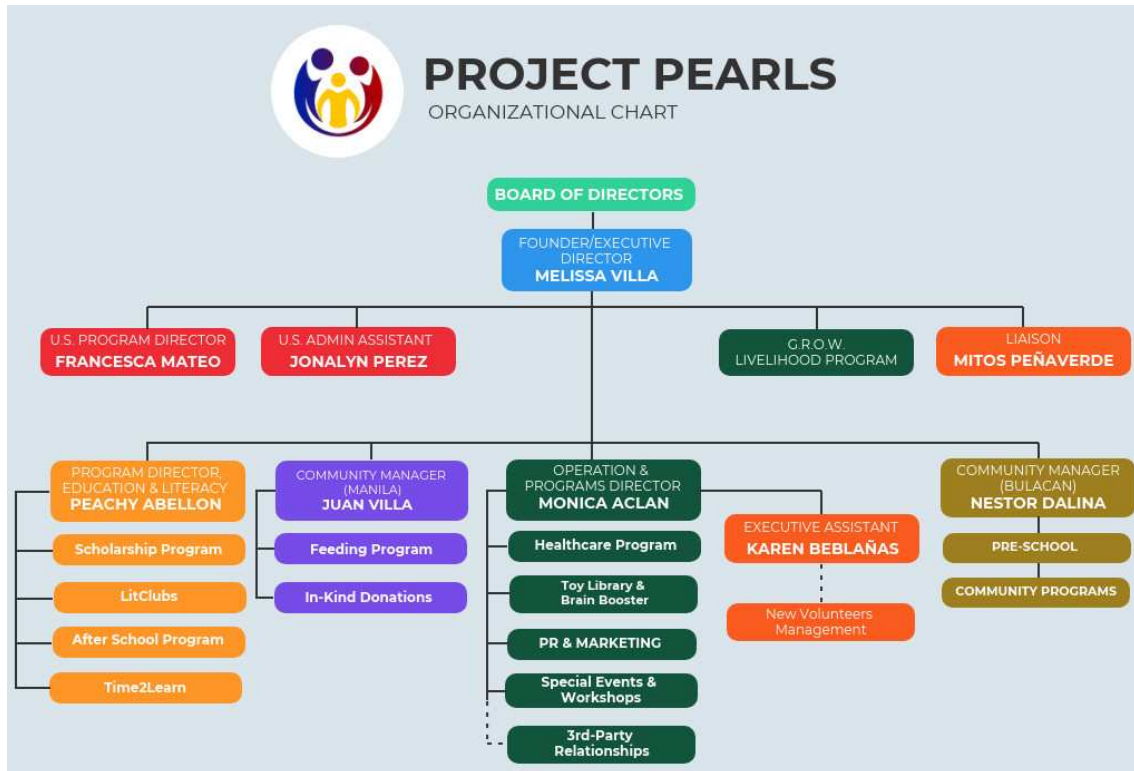 PROJECT PEARLS
ORGANIZATIONAL CHART
BOARD OF DIRECTORS
FOUNDER/EXECUTIVE
DIRECTOR
MELISSA VILLA
U.S. PROGRAM DIRECTOR
FRANCESCA MATEO
U.S. ADMIN ASSISTANT
JONALYN PEREZ
G.R.O.W.
LIVELIHOOD PROGRAM
LIAISON
MITOS PEÑAVERDE
PROGRAM DIRECTOR,
EDUCATION & LITERACY
PEACHY ABELLON
Scholarship Program
LitClubs
After School Program
Time2Learn
COMMUNITY MANAGER
(MANILA)
JUAN VILLA
Feeding Program
In-Kind Donations
OPERATION &
PROGRAMS DIRECTOR
MONICA ACLAN
Healthcare Program
Toy Library &
Brain Booster
PR & MARKETING
Special Events &
Workshops
3rd-Party
Relationships
EXECUTIVE ASSISTANT
KAREN BEBLAÑAS
New Volunteers
Management
COMMUNITY MANAGER
(BULACAN)
NESTOR DALINA
PRE-SCHOOL
COMMUNITY PROGRAMS